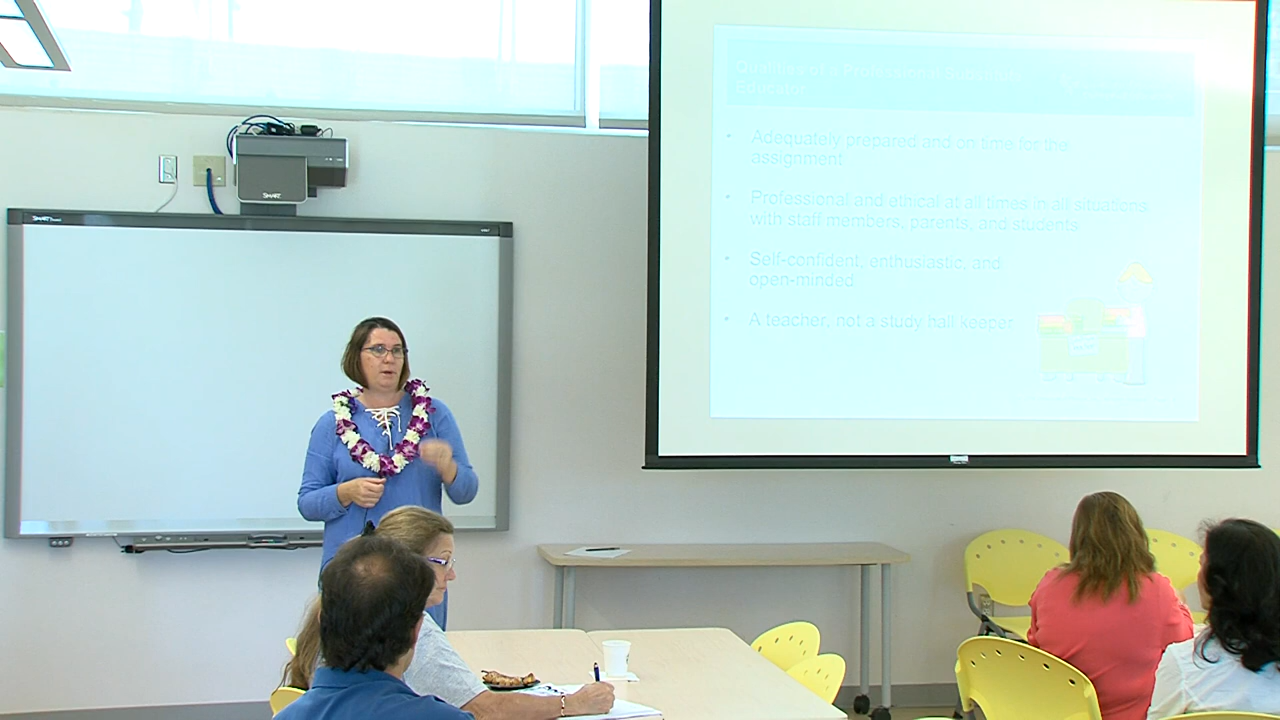 Qualities of a Professional Substitute
Educator
• Adequately prepared and on time for the
assignment
• Professional and ethical at all times in all situations
with staff members, parents, and students
• Self-confident, enthusiastic, and
open-minded
• A teacher, not a study hall keeper
SMART
SMART